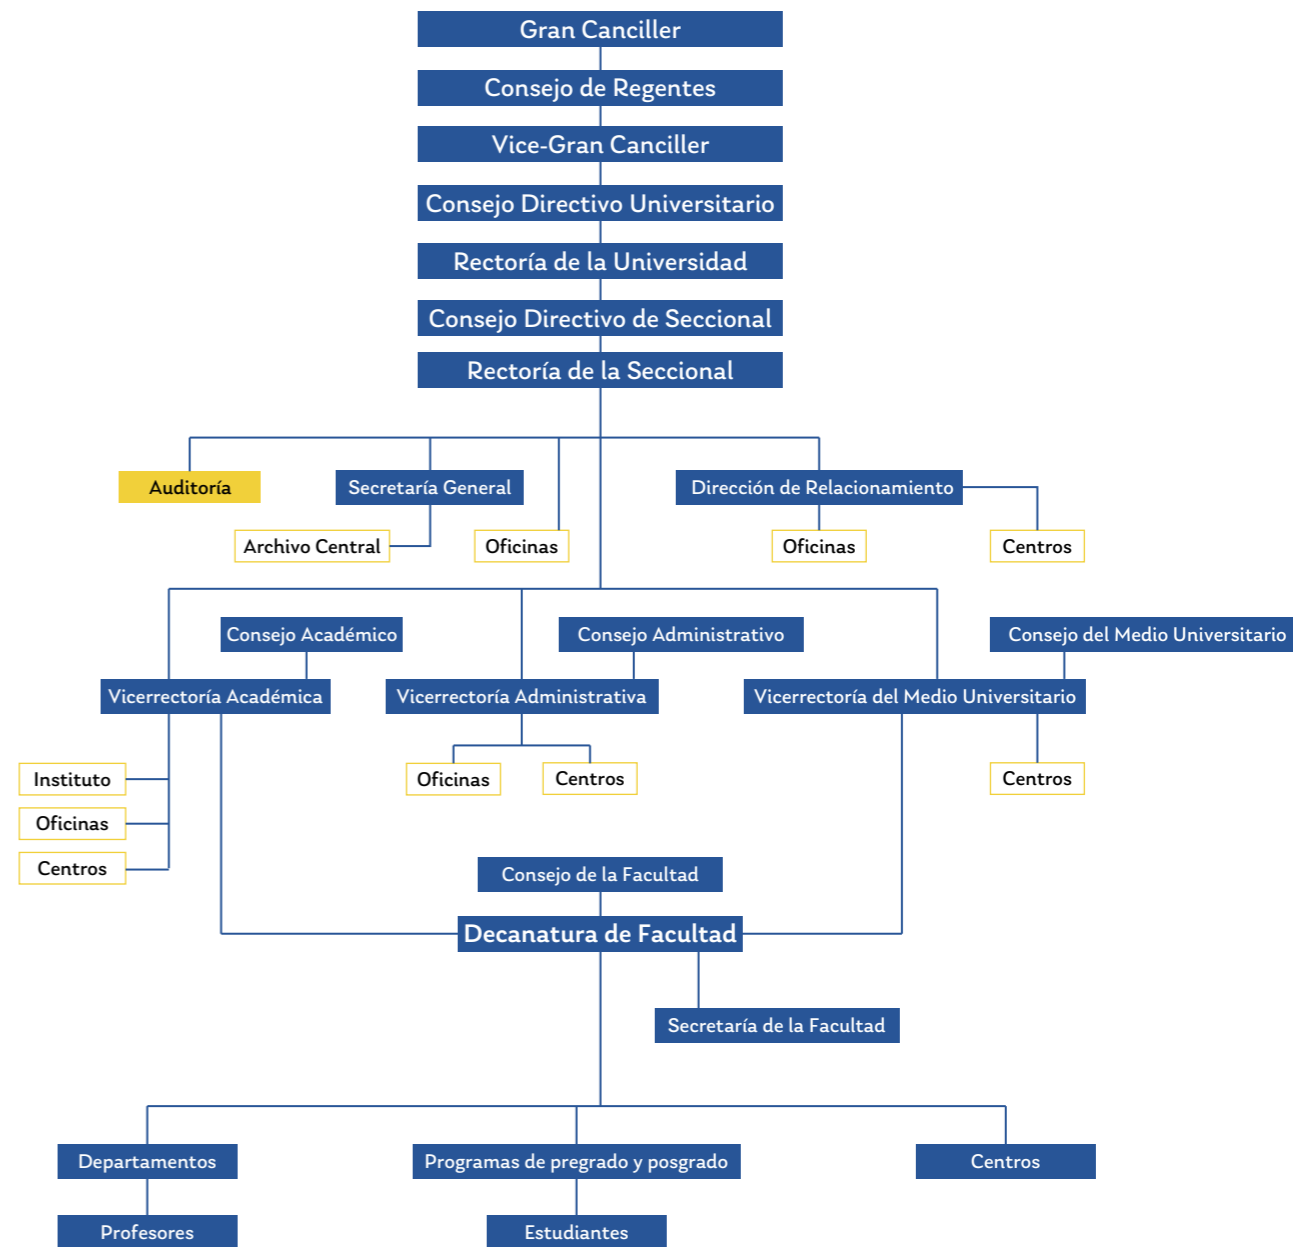 Gran Canciller
Consejo de Regentes
Vice-Gran Canciller
Consejo Directivo Universitario
Rectoría de la Universidad
Consejo Directivo de Seccional
Rectoría de la Seccional
Auditoría
Secretaría General
Dirección de Relacionamiento
Archivo Central
Oficinas
Oficinas
Centros
Consejo Académico
Consejo Administrativo
Consejo del Medio Universitario
Vicerrectoría Académica
Vicerrectoría Administrativa
Vicerrectoría del Medio Universitario
Instituto
Oficinas
Centros
Oficinas
Centros
Centros
Consejo de la Facultad
Decanatura de Facultad
Secretaría de la Facultad
Departamentos
Programas de pregrado y posgrado
Centros
Profesores
Estudiantes